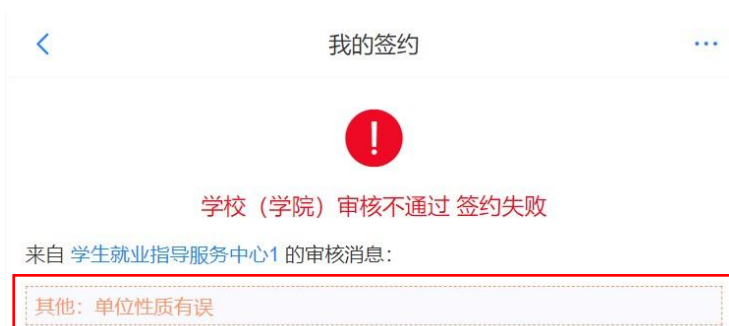 我的签约
学校（学院）审核不通过 签约失败
来自 学生就业指导服务中心1 的审核消息：
其他：单位性质有误